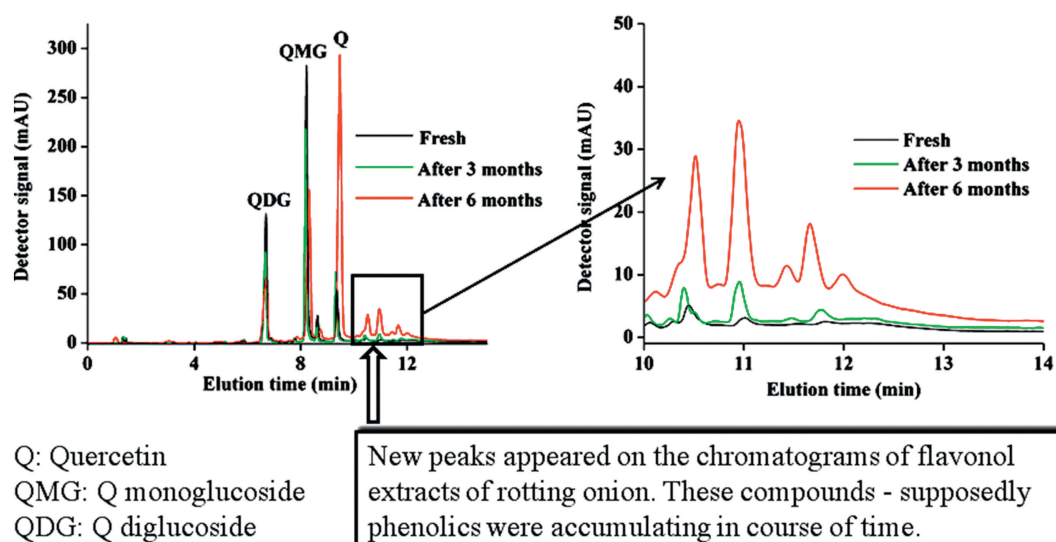 300
250
200
150
100
50
0
Detector signal (mAU)
QDG
QMG
Q
Fresh
After 3 months
After 6 months
0
4
8
12
Elution time (min)
50
40
30
20
10
0
Detector signal (mAU)
Fresh
After 3 months
After 6 months
10
11
12
13
14
Elution time (min)
Q: Quercetin
QMG: Q monoglucoside
QDG: Q diglucoside
New peaks appeared on the chromatograms of flavonol
extracts of rotting onion. These compounds - supposedly
phenolics were accumulating in course of time.